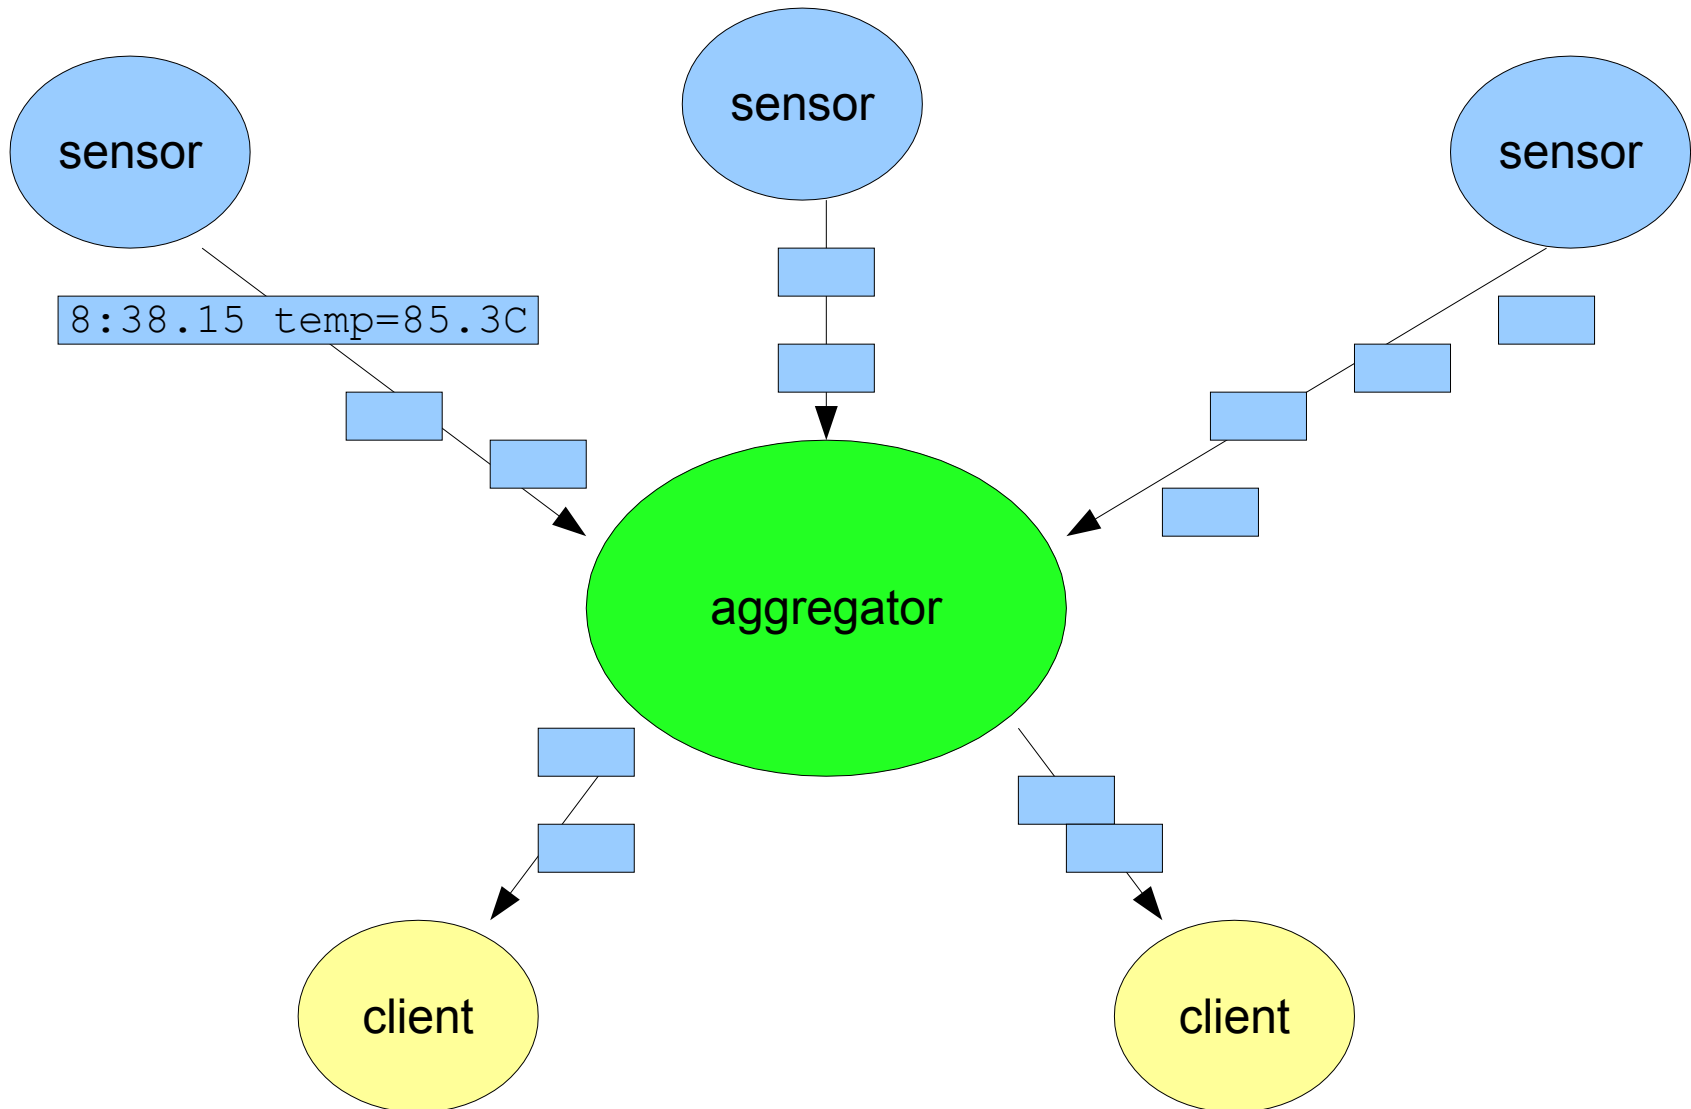 sensor
sensor
sensor
8:38.15 temp=85.3C
aggregator
client
client